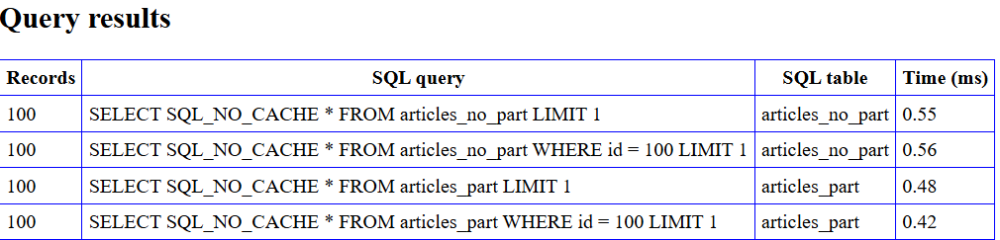 Query results
Records SQL query SQL table Time (ms)
100 SELECT SQL_NO_CACHE * FROM articles_no_part LIMIT 1 articles_no_part 0.55
100 SELECT SQL_NO_CACHE * FROM articles_no_part WHERE id = 100 LIMIT 1 articles_no_part 0.56
100 SELECT SQL_NO_CACHE * FROM articles_part LIMIT 1 articles_part 0.48
100 SELECT SQL_NO_CACHE * FROM articles_part WHERE id = 100 LIMIT 1 articles_part 0.42